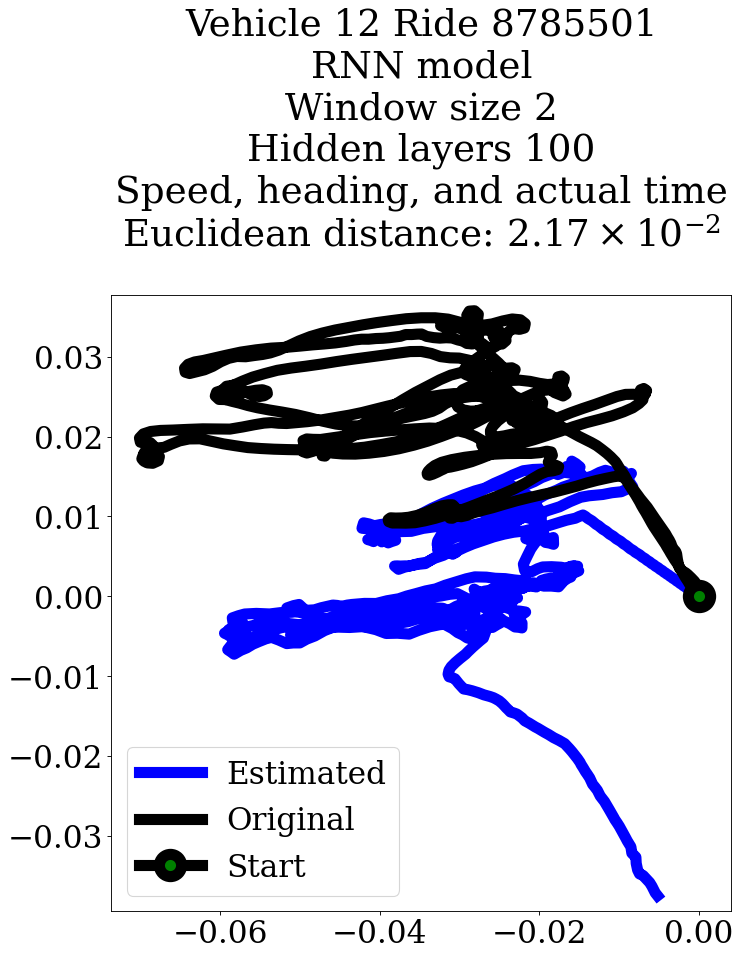 Vehicle 12 Ride 8785501
RNN model
Window size 2
Hidden layers 100
Speed, heading, and actual time
Euclidean distance: 2.17 × 10⁻²
0.03
0.02
0.01
0.00
−0.01
−0.02
−0.03
Estimated
Original
Start
−0.06
−0.04
−0.02
0.00